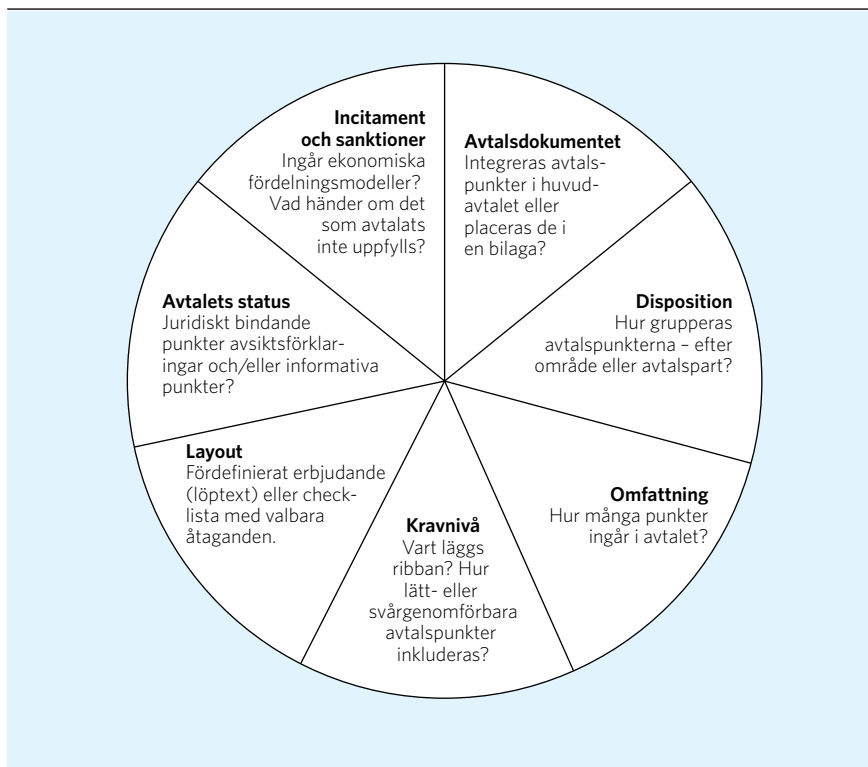 Incitament
och sanktioner
Ingår ekonomiska
fördelningsmodeller?
Vad händer om det
som avtalats
inte uppfylls?
Avtalsdokumentet
Integreras avtals-
punkter i huvud-
avtalet eller
placeras de i
en bilaga?
Disposition
Hur grupperas
avtalspunkterna – efter
område eller avtalspart?
Omfattning
Hur många punkter
ingår i avtalet?
Kravnivå
Vart läggs
ribban? Hur
lätt- eller
svårgenomförbara
avtalspunkter
inkluderas?
Layout
Fördefinierat erbjudande
(löptext) eller check-
lista med valbara
åtaganden.
Avtalets status
Juridiskt bindande
punkter avsiktsförklar-
ingar och/eller informativa
punkter?